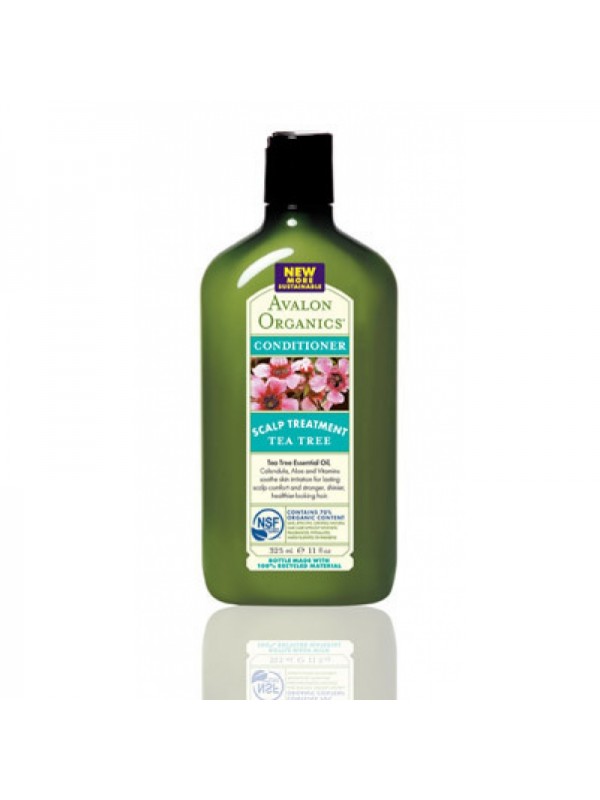 NEW
MORE
SUSTAINABLE
AVALON
ORGANICS®
CONDITIONER
SCALP TREATMENT
TEA TREE
Tea Tree Essential Oil,
Calendula, Aloe and Vitamins
soothe skin irritation for lasting
scalp comfort and stronger, shinier,
healthier-looking hair.
NSF
CONTAINS 70%
ORGANIC CONTENT
325 mL ℮ 11 fl oz
BOTTLE MADE WITH
100% RECYCLED MATERIAL